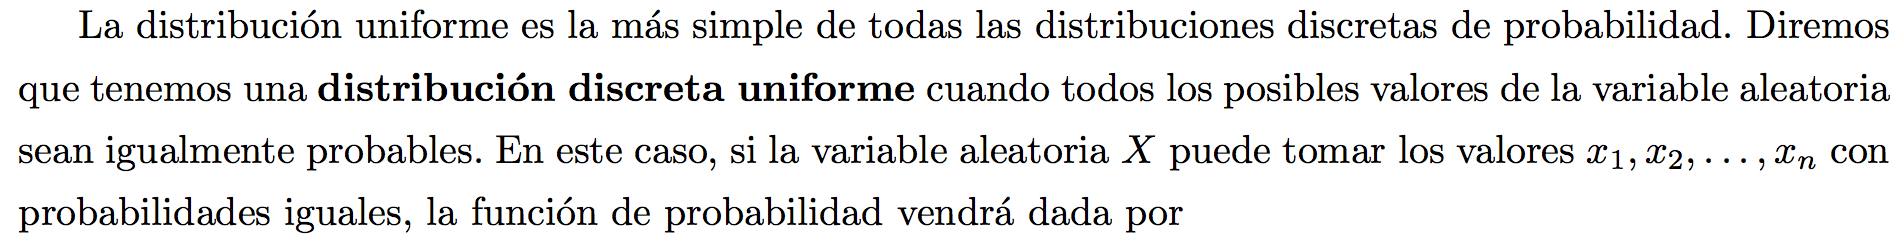 La distribución uniforme es la más simple de todas las distribuciones discretas de probabilidad. Diremos
que tenemos una distribución discreta uniforme cuando todos los posibles valores de la variable aleatoria
sean igualmente probables. En este caso, si la variable aleatoria X puede tomar los valores x₁, x₂, . . . , xₙ con
probabilidades iguales, la función de probabilidad vendrá dada por